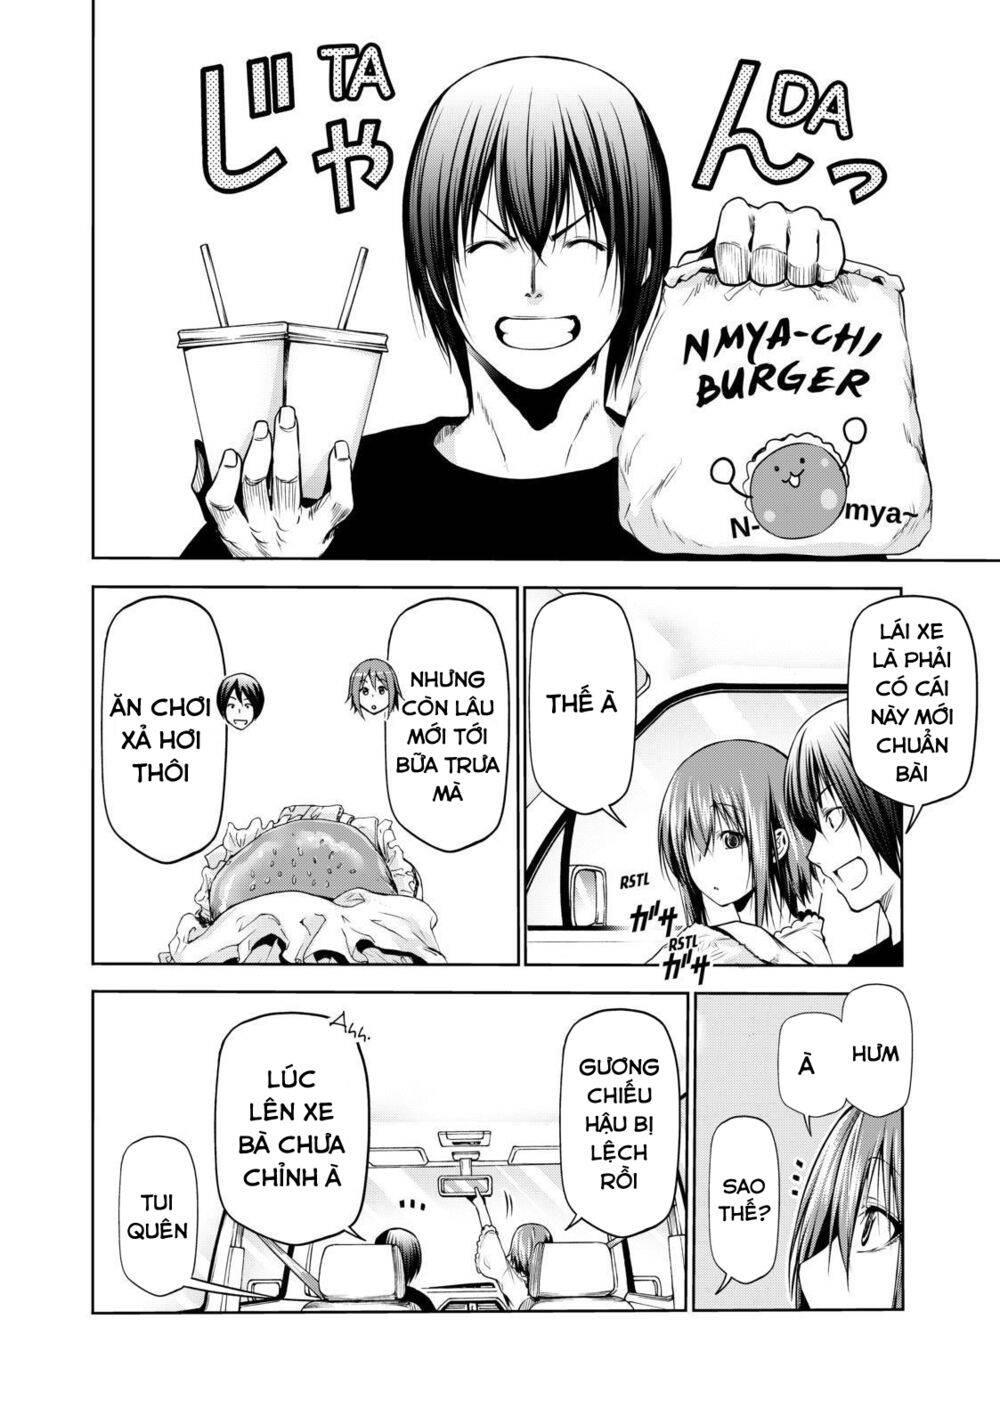 じゃんっ
TA
DA
NMYA-CHI
BURGER
N-
mya~
LÁI XE
LÀ PHẢI
CÓ CÁI
NÀY MỚI
CHUẨN
BÀI
THẾ À
RSTL
ガサ
RSTL
ガサ
NHƯNG
CÒN LÂU
MỚI TỚI
BỮA TRƯA
MÀ
ĂN CHƠI
XẢ HƠI
THÔI
HƯM
À
SAO
THẾ?
GƯƠNG
CHIẾU
HẬU BỊ
LỆCH
RỒI
Ahh.
LÚC
LÊN XE
BÀ CHƯA
CHỈNH À
TUI
QUÊN